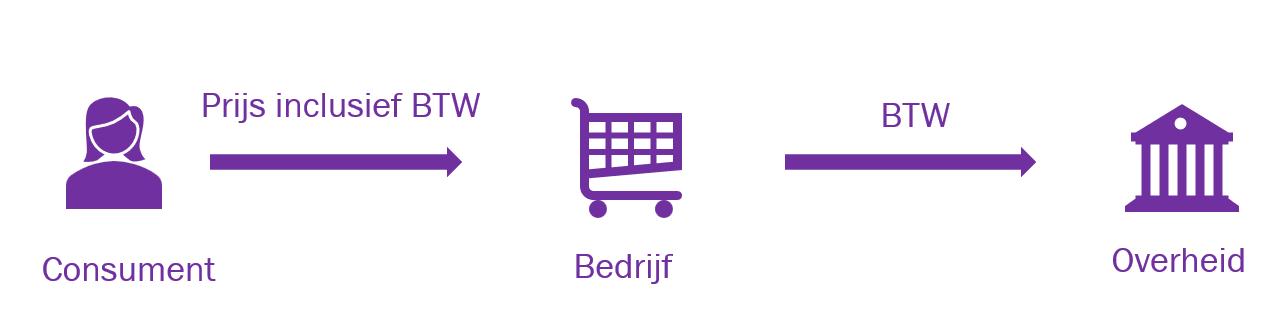 Prijs inclusief BTW
BTW
Consument
Bedrijf
Overheid